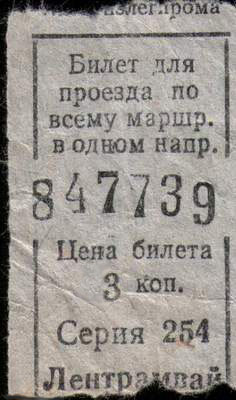 Билет для
проезда по
всему маршр.
в одном напр.
847739
Цена билета
3 коп.
Серия 254
Лентрамвай